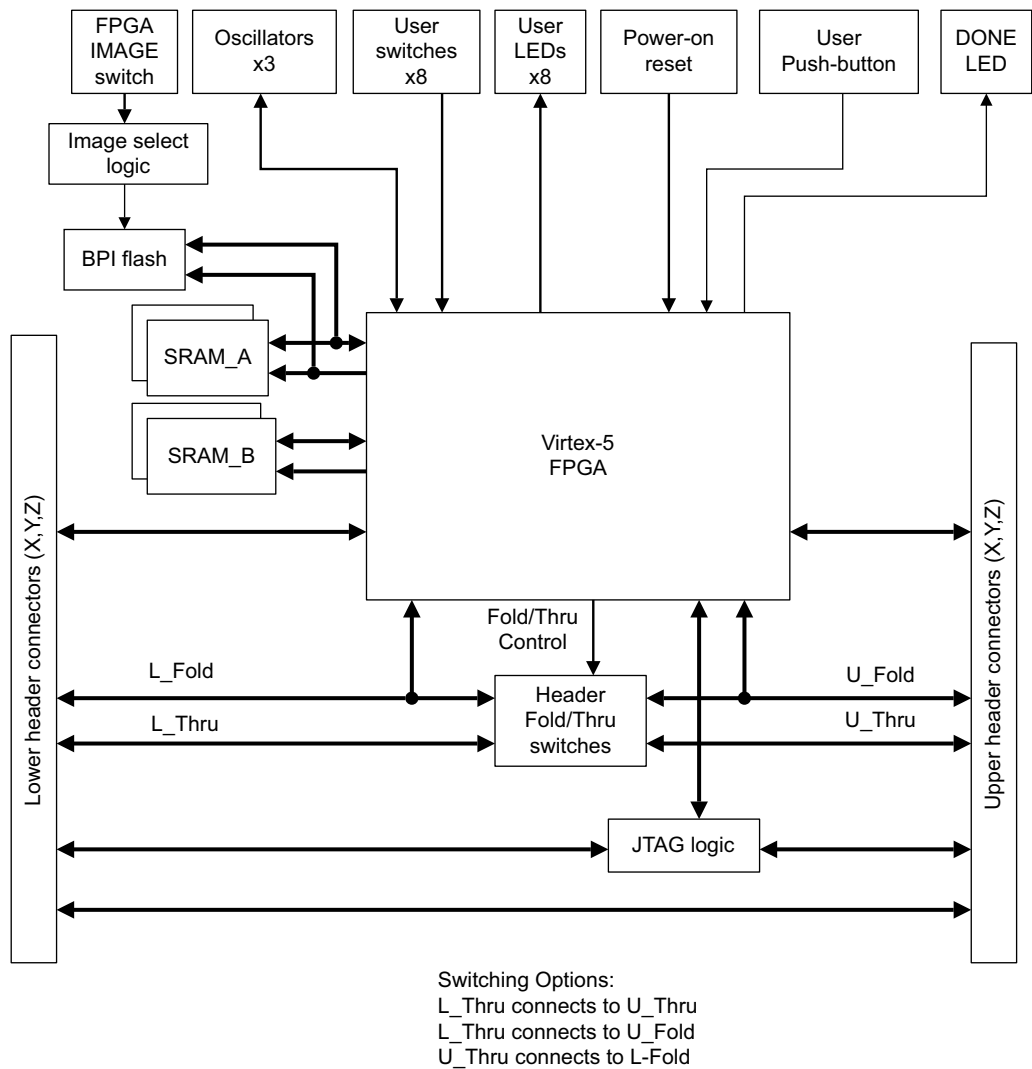 FPGA
IMAGE
switch
Oscillators
x3
User
switches
x8
User
LEDs
x8
Power-on
reset
User
Push-button
DONE
LED
Image select
logic
BPI flash
SRAM_A
SRAM_B
Virtex-5
FPGA
Lower header connectors (X,Y,Z)
Upper header connectors (X,Y,Z)
Fold/Thru
Control
L_Fold
L_Thru
Header
Fold/Thru
switches
U_Fold
U_Thru
JTAG logic
Switching Options:
L_Thru connects to U_Thru
L_Thru connects to U_Fold
U_Thru connects to L-Fold